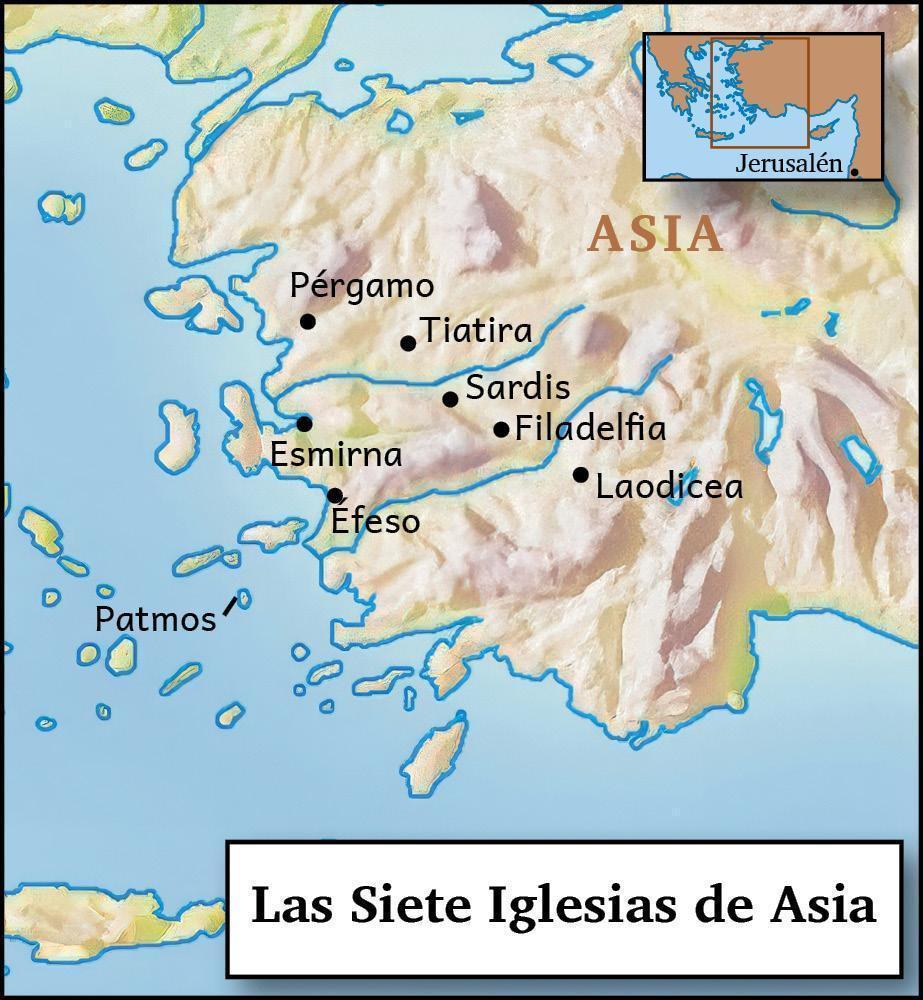 Jerusalén
ASIA
Pérgamo
Tiatira
Sardis
Filadelfia
Esmirna
Laodicea
Éfeso
Patmos
Las Siete Iglesias de Asia